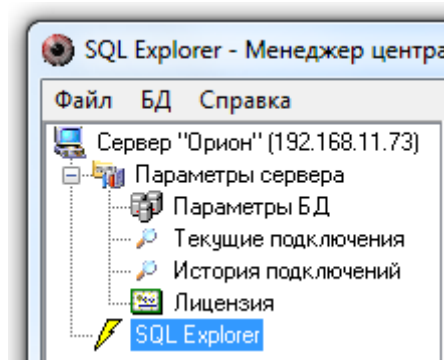 SQL Explorer - Менеджер центра
Файл БД Справка
Сервер "Орион" (192.168.11.73)
Параметры сервера
Параметры БД
Текущие подключения
История подключений
Лицензия
SQL Explorer